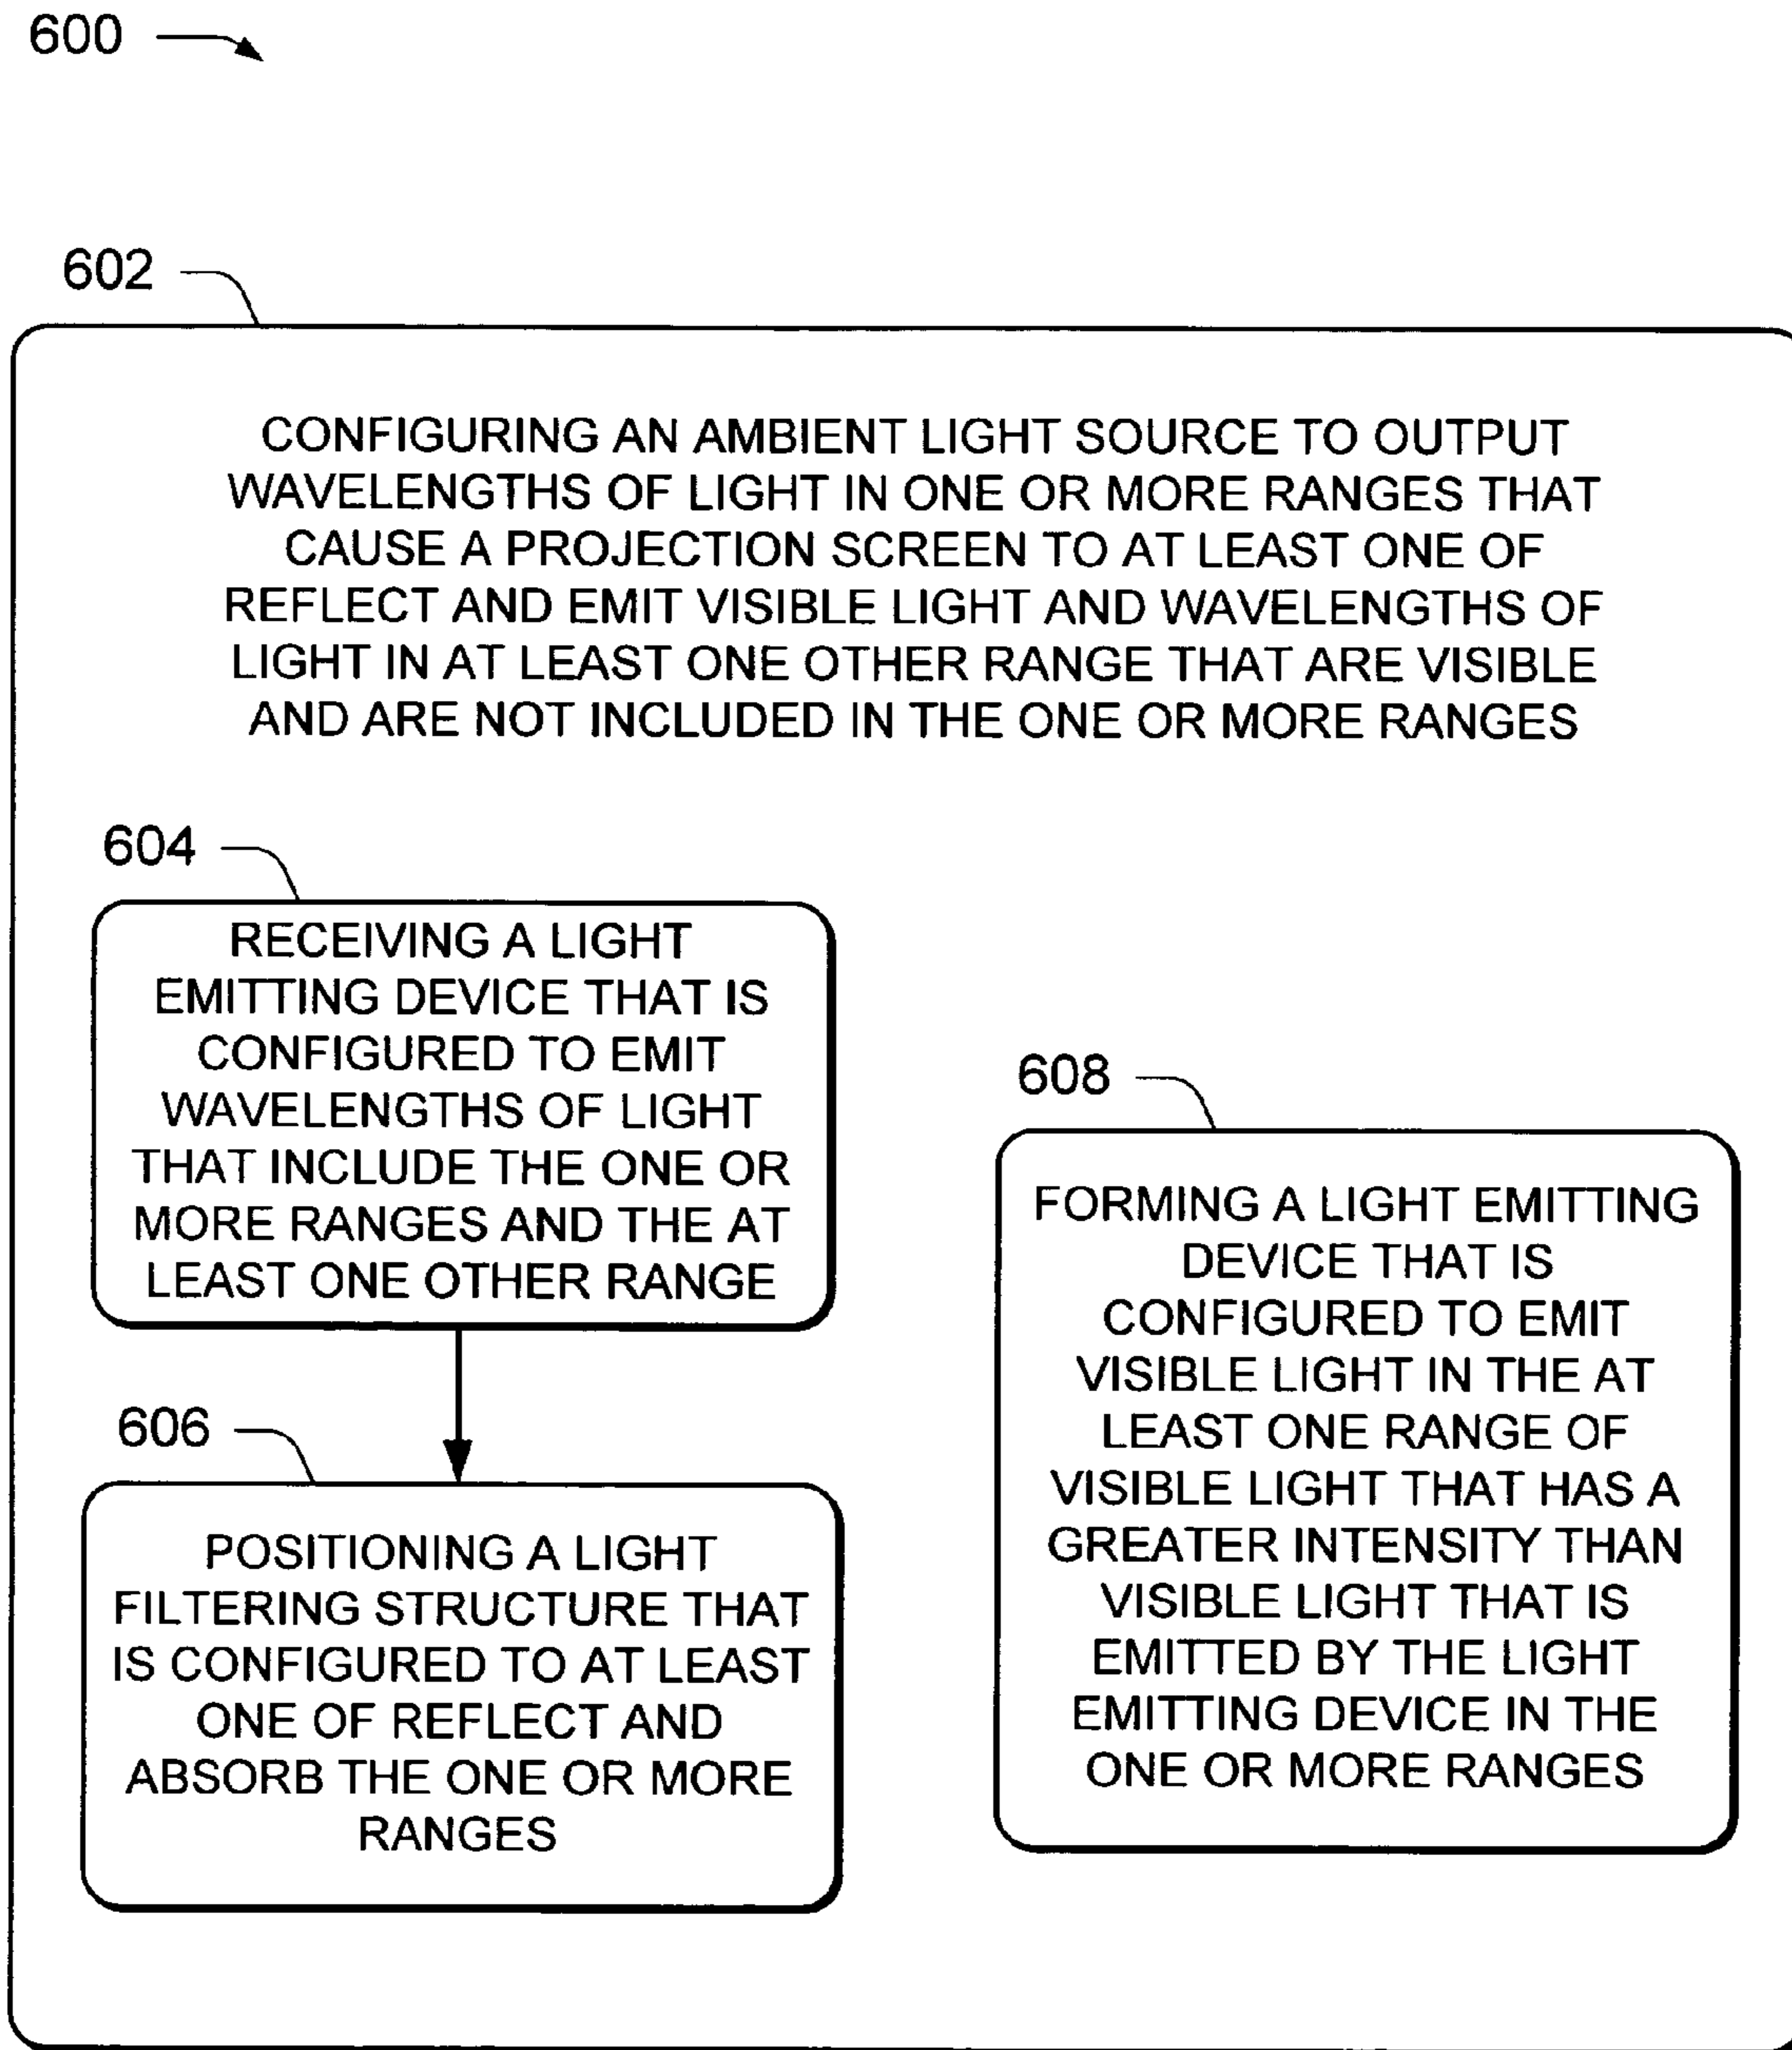 600
602
CONFIGURING AN AMBIENT LIGHT SOURCE TO OUTPUT
WAVELENGTHS OF LIGHT IN ONE OR MORE RANGES THAT
CAUSE A PROJECTION SCREEN TO AT LEAST ONE OF
REFLECT AND EMIT VISIBLE LIGHT AND WAVELENGTHS OF
LIGHT IN AT LEAST ONE OTHER RANGE THAT ARE VISIBLE
AND ARE NOT INCLUDED IN THE ONE OR MORE RANGES
604
RECEIVING A LIGHT
EMITTING DEVICE THAT IS
CONFIGURED TO EMIT
WAVELENGTHS OF LIGHT
THAT INCLUDE THE ONE OR
MORE RANGES AND THE AT
LEAST ONE OTHER RANGE
606
POSITIONING A LIGHT
FILTERING STRUCTURE THAT
IS CONFIGURED TO AT LEAST
ONE OF REFLECT AND
ABSORB THE ONE OR MORE
RANGES
608
FORMING A LIGHT EMITTING
DEVICE THAT IS
CONFIGURED TO EMIT
VISIBLE LIGHT IN THE AT
LEAST ONE RANGE OF
VISIBLE LIGHT THAT HAS A
GREATER INTENSITY THAN
VISIBLE LIGHT THAT IS
EMITTED BY THE LIGHT
EMITTING DEVICE IN THE
ONE OR MORE RANGES